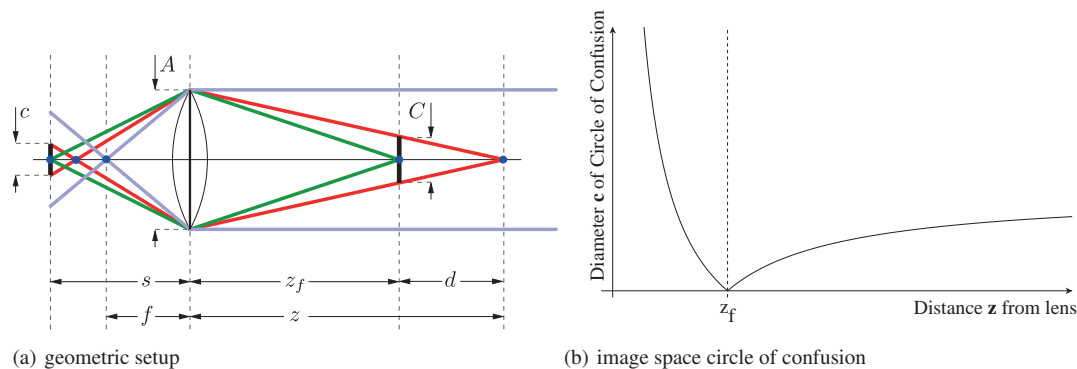 A
c
C
s
z_f
d
f
z
(a) geometric setup
Diameter c of Circle of Confusion
z_f
Distance z from lens
(b) image space circle of confusion